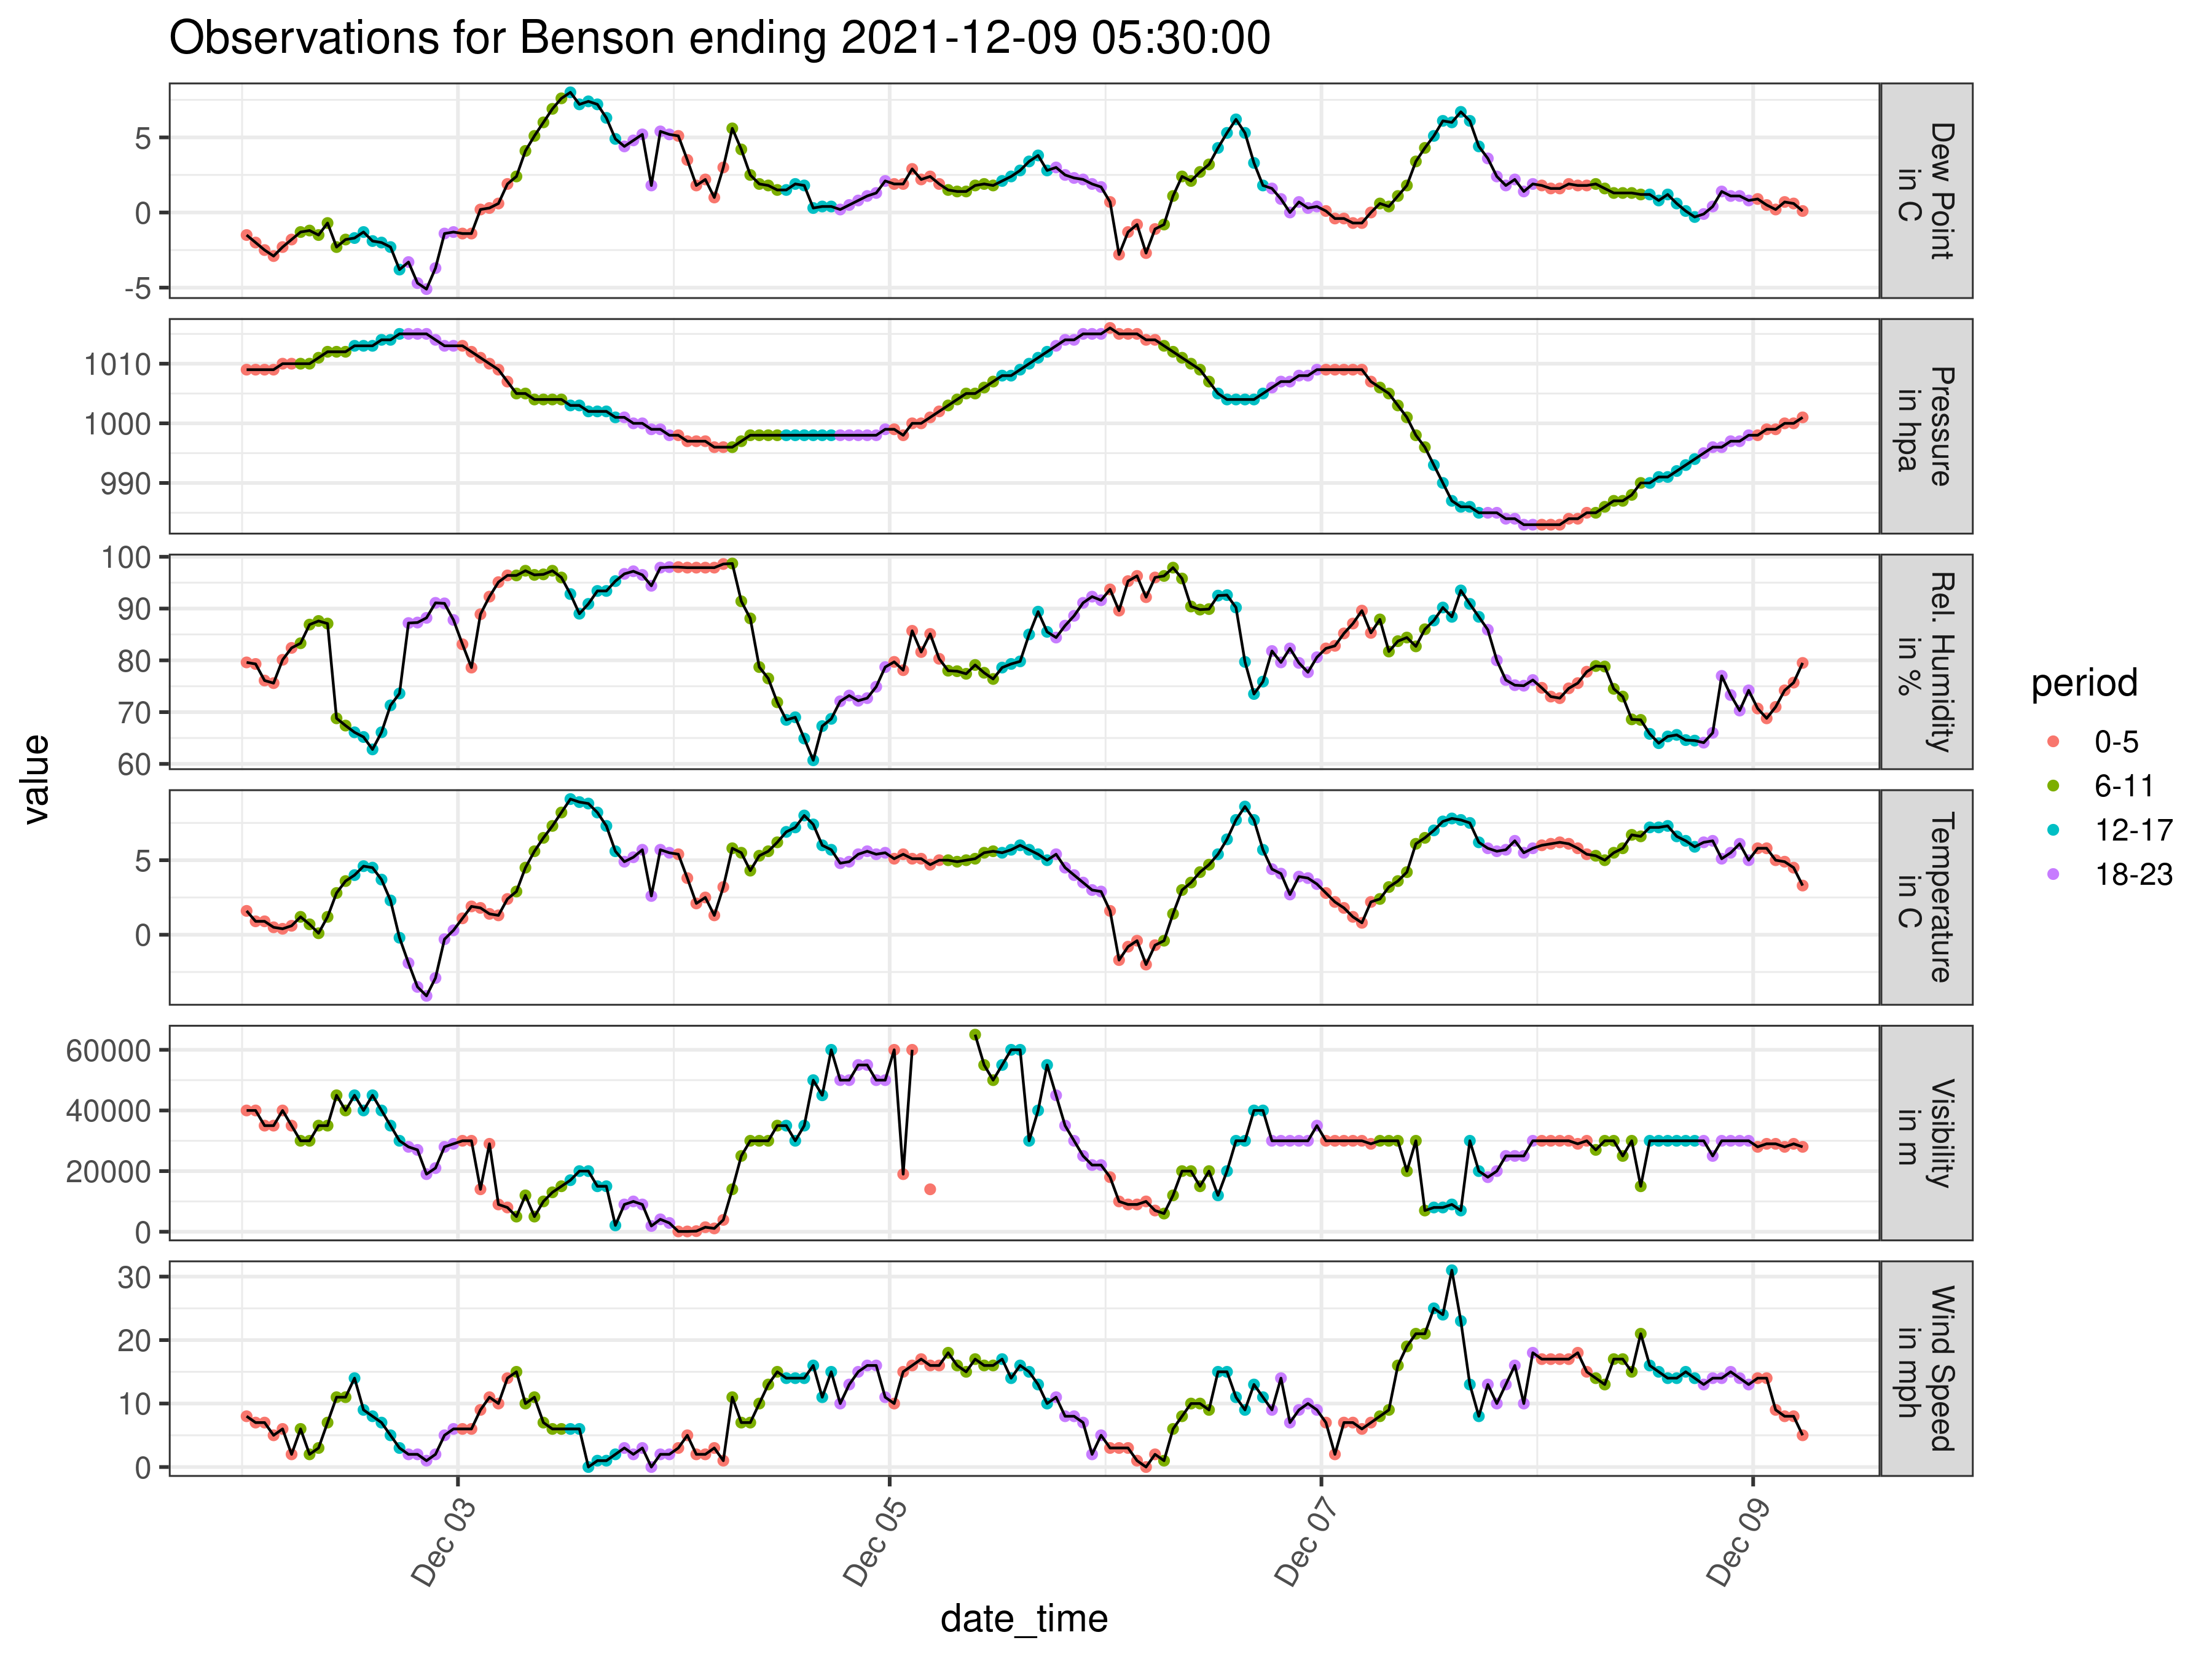 Observations for Benson ending 2021-12-09 05:30:00
value
5
0
-5
Dew Point
in C
1010
1000
990
Pressure
in hpa
100
90
80
70
60
Rel. Humidity
in %
5
0
Temperature
in C
60000
40000
20000
0
Visibility
in m
30
20
10
0
Wind Speed
in mph
Dec 03
Dec 05
Dec 07
Dec 09
date_time
period
0-5
6-11
12-17
18-23